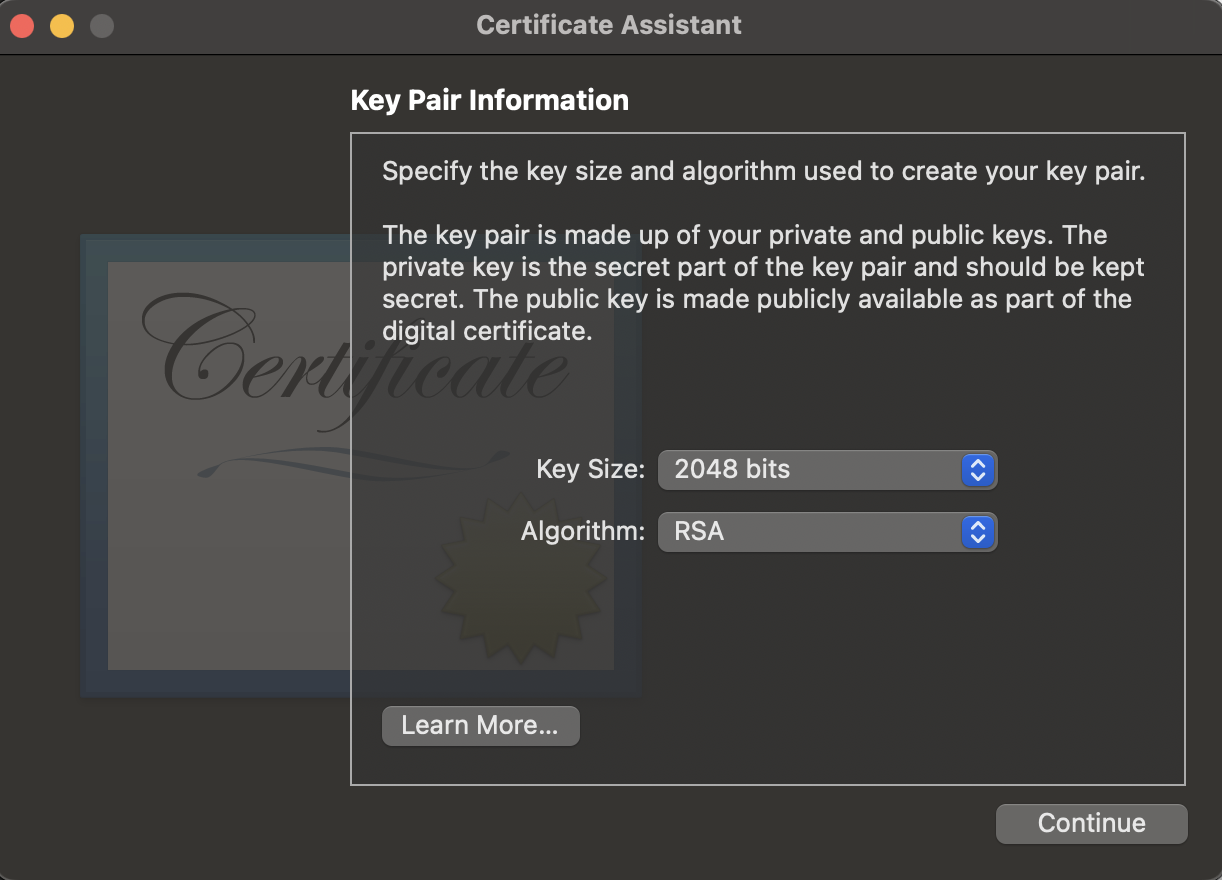 Certificate Assistant
Key Pair Information
Specify the key size and algorithm used to create your key pair.
The key pair is made up of your private and public keys. The
private key is the secret part of the key pair and should be kept
secret. The public key is made publicly available as part of the
digital certificate.
Certificate
Key Size: 2048 bits
Algorithm: RSA
Learn More...
Continue